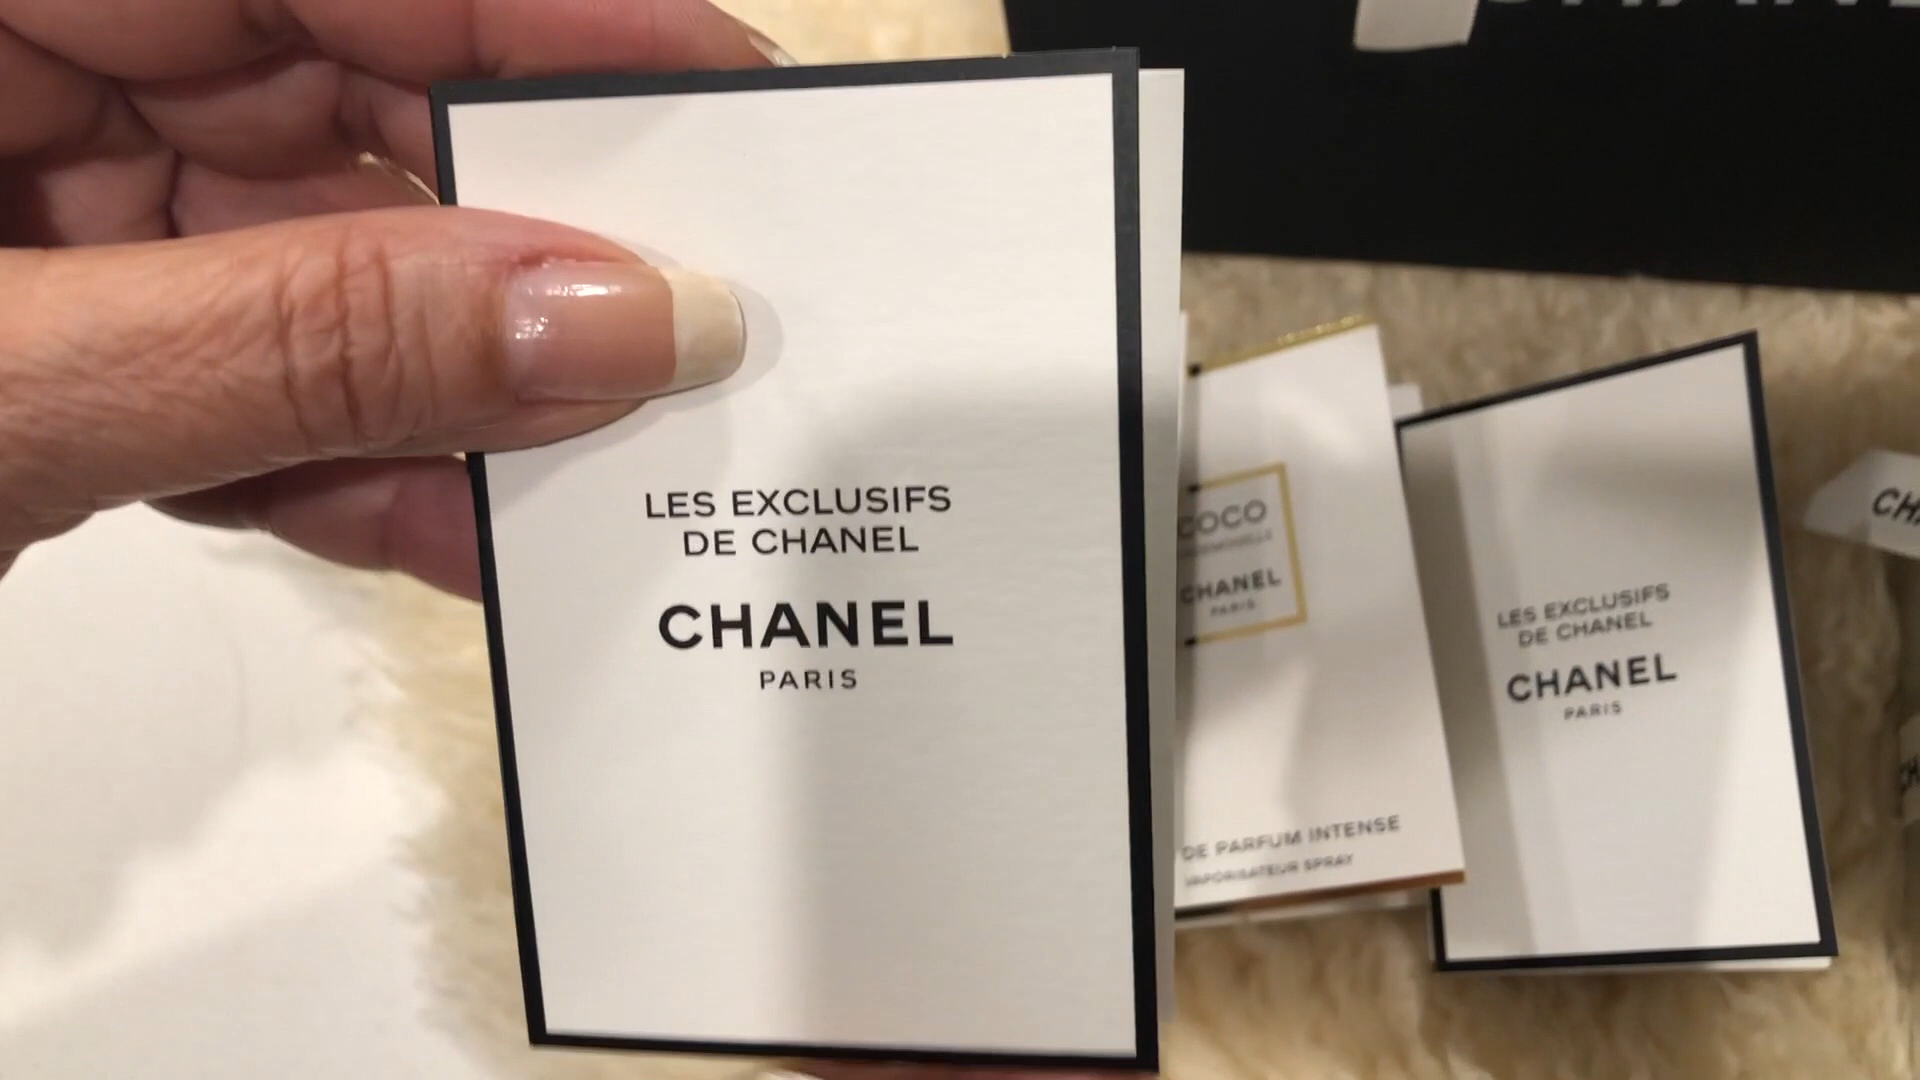 LES EXCLUSIFS
DE CHANEL
CHANEL
PARIS
COCO
CHANEL
PARIS
DE PARFUM INTENSE
VAPORISATEUR SPRAY
LES EXCLUSIFS
DE CHANEL
CHANEL
PARIS